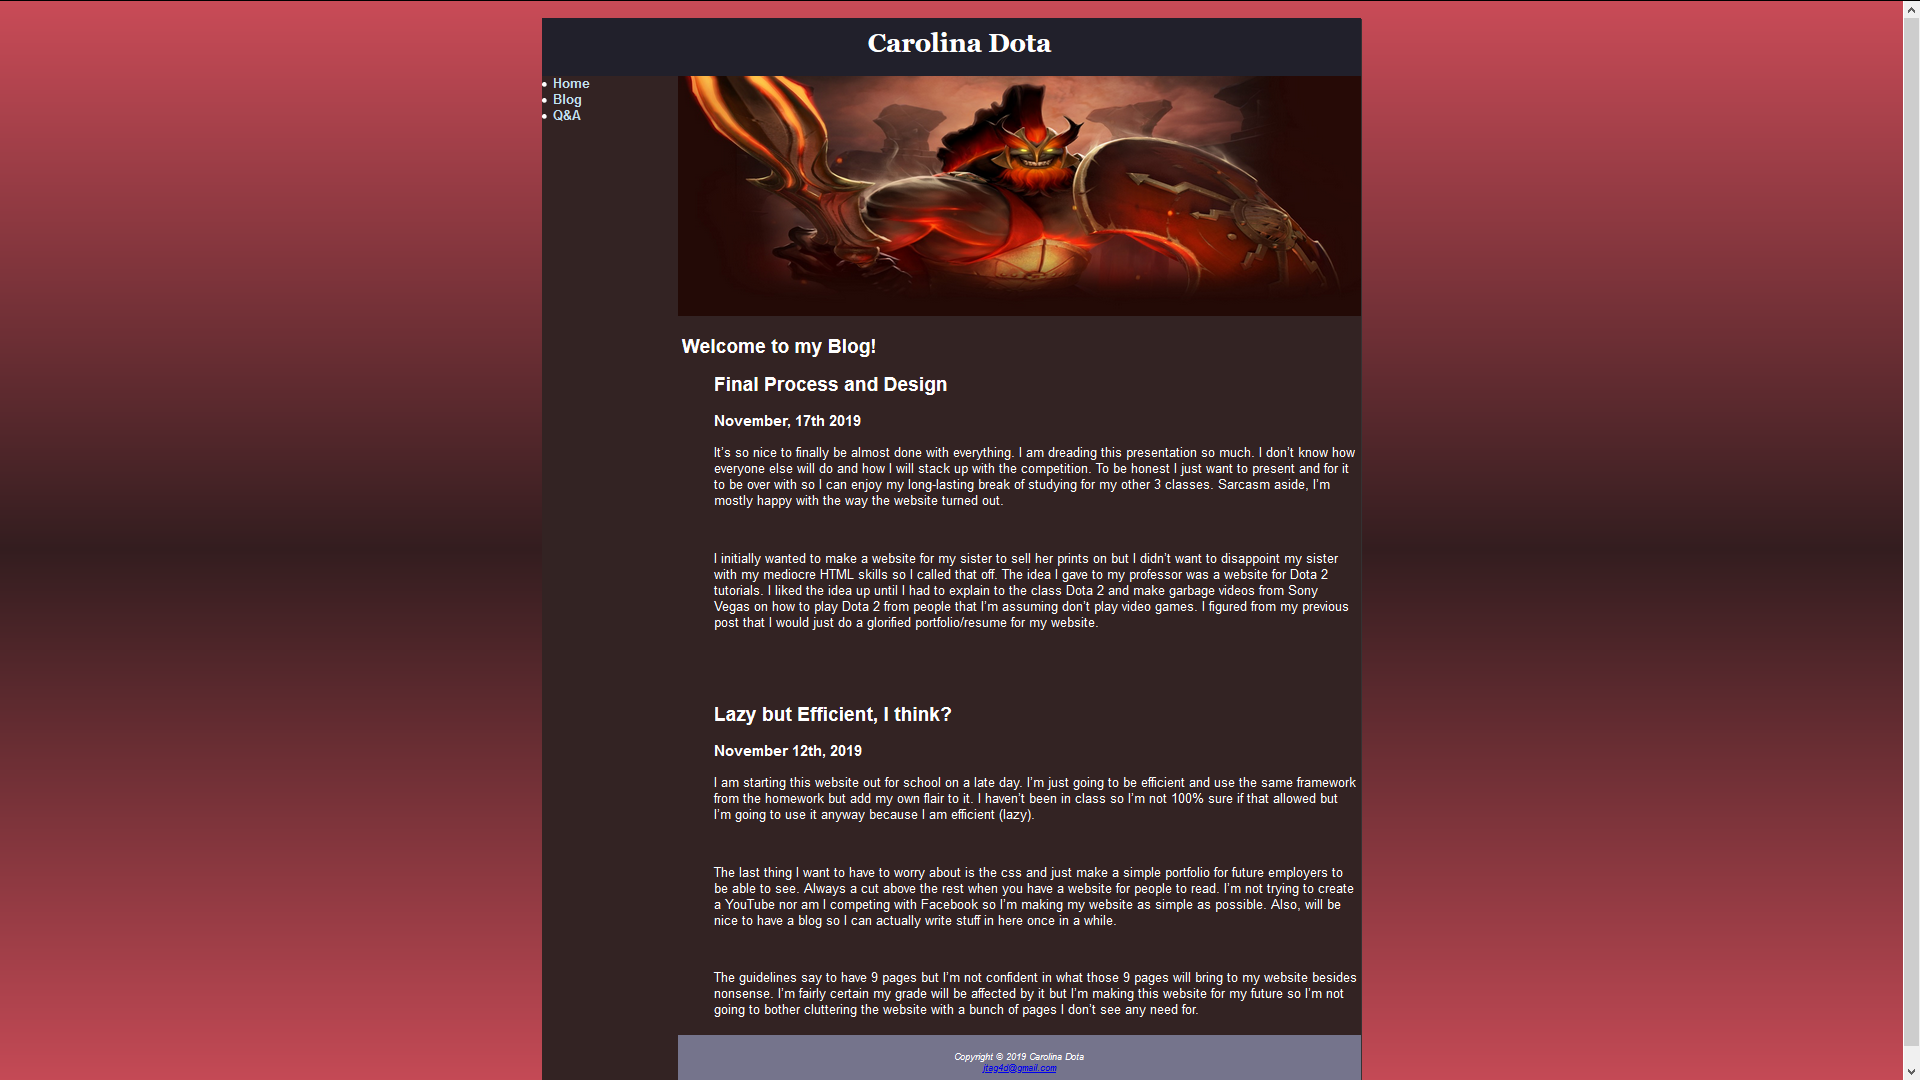 Carolina Dota
Home
Blog
Q&A
Welcome to my Blog!
Final Process and Design
November, 17th 2019
It's so nice to finally be almost done with everything. I am dreading this presentation so much. I don't know how
everyone else will do and how I will stack up with the competition. To be honest I just want to present and for it
to be over with so I can enjoy my long-lasting break of studying for my other 3 classes. Sarcasm aside, I'm
mostly happy with the way the website turned out.
I initially wanted to make a website for my sister to sell her prints on but I didn't want to disappoint my sister
with my mediocre HTML skills so I called that off. The idea I gave to my professor was a website for Dota 2
tutorials. I liked the idea up until I had to explain to the class Dota 2 and make garbage videos from Sony
Vegas on how to play Dota 2 from people that I'm assuming don't play video games. I figured from my previous
post that I would just do a glorified portfolio/resume for my website.
Lazy but Efficient, I think?
November 12th, 2019
I am starting this website out for school on a late day. I'm just going to be efficient and use the same framework
from the homework but add my own flair to it. I haven't been in class so I'm not 100% sure if that allowed but
I'm going to use it anyway because I am efficient (lazy).
The last thing I want to have to worry about is the css and just make a simple portfolio for future employers to
be able to see. Always a cut above the rest when you have a website for people to read. I'm not trying to create
a YouTube nor am I competing with Facebook so I'm making my website as simple as possible. Also, will be
nice to have a blog so I can actually write stuff in here once in a while.
The guidelines say to have 9 pages but I'm not confident in what those 9 pages will bring to my website besides
nonsense. I'm fairly certain my grade will be affected by it but I'm making this website for my future so I'm not
going to bother cluttering the website with a bunch of pages I don't see any need for.
Copyright © 2019 Carolina Dota
jtag4d@gmail.com